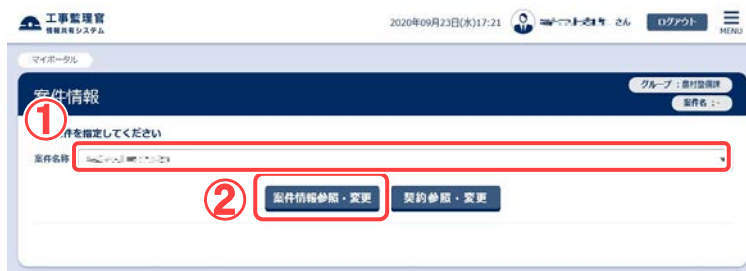 工事監理官
情報共有システム
2020年09月23日(水)17:21
さん
ログアウト
MENU
マイポータル
案件情報
グループ：農村整備課
案件名：-
①
件を指定してください
案件名称
②
案件情報参照・変更
契約参照・変更